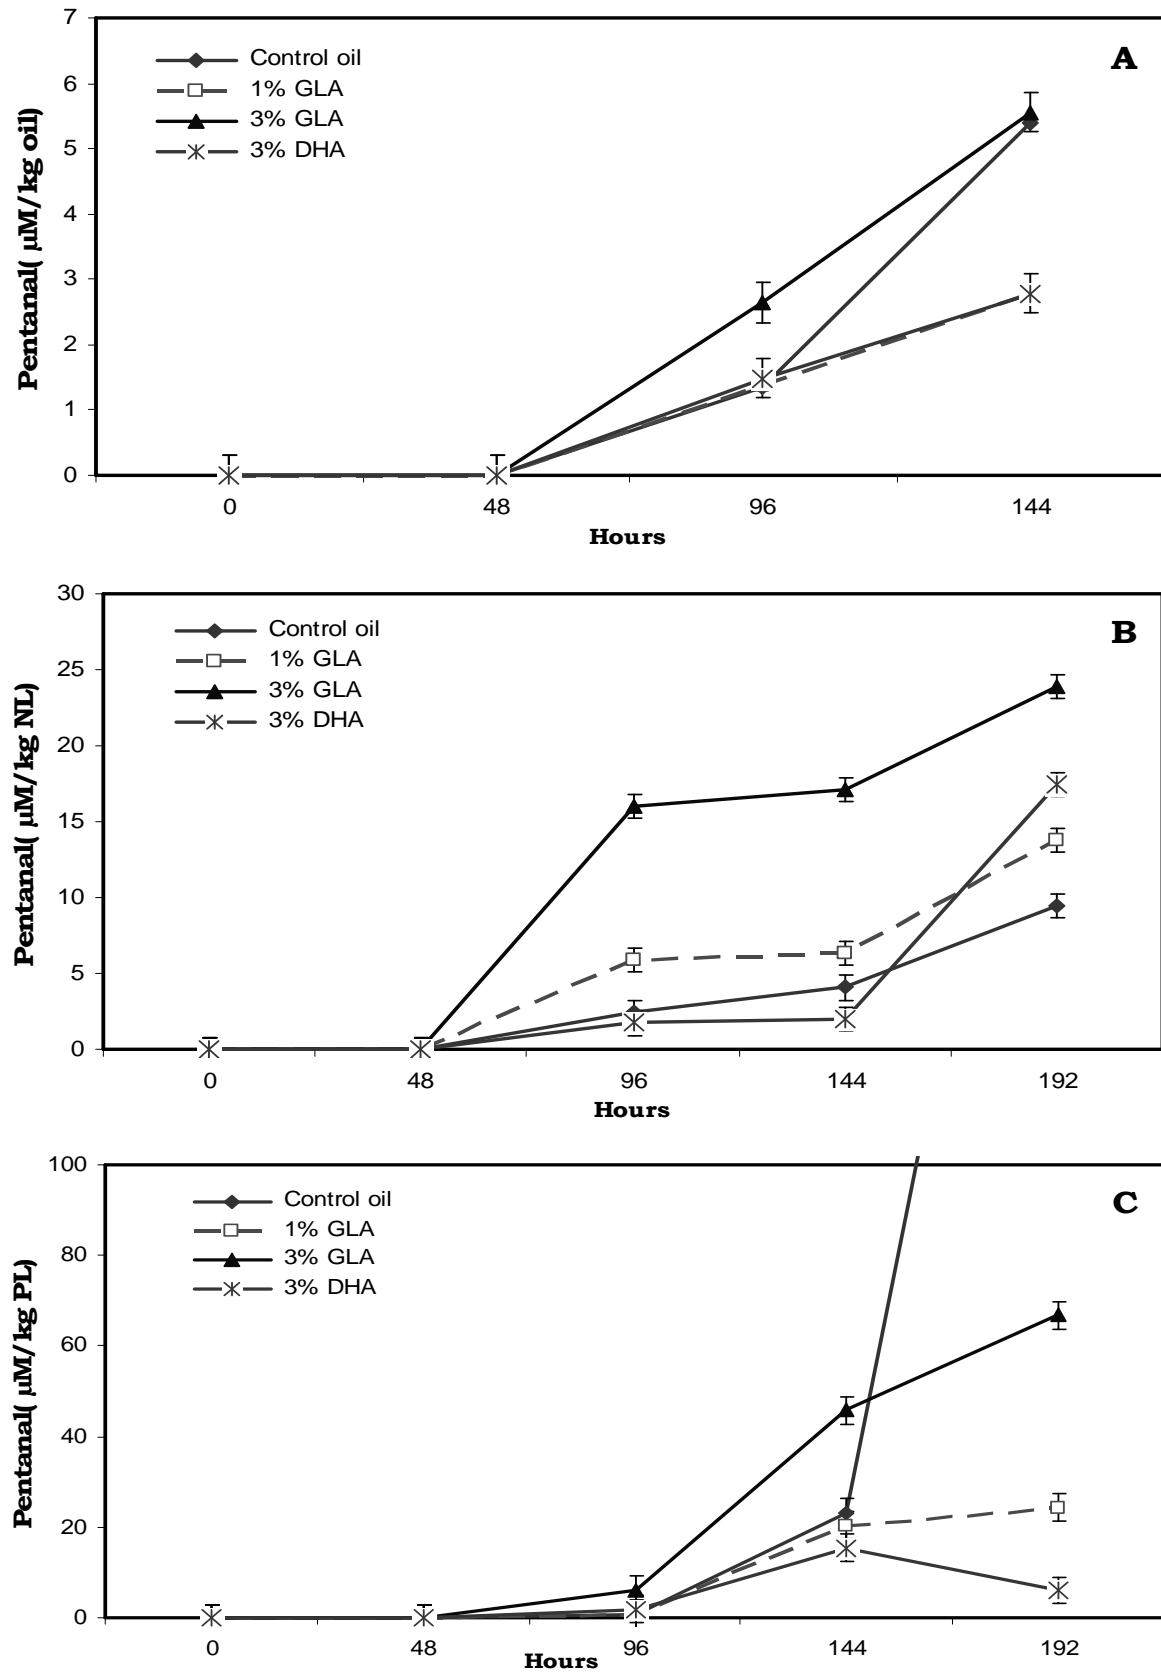 A
Control oil
1% GLA
3% GLA
3% DHA
Pentanal( µM/kg oil)
7
6
5
4
3
2
1
0
0 48 96 144
Hours
B
Control oil
1% GLA
3% GLA
3% DHA
Pentanal( µM/kg NL)
30
25
20
15
10
5
0
0 48 96 144 192
Hours
C
Control oil
1% GLA
3% GLA
3% DHA
Pentanal( µM/kg PL)
100
80
60
40
20
0
0 48 96 144 192
Hours